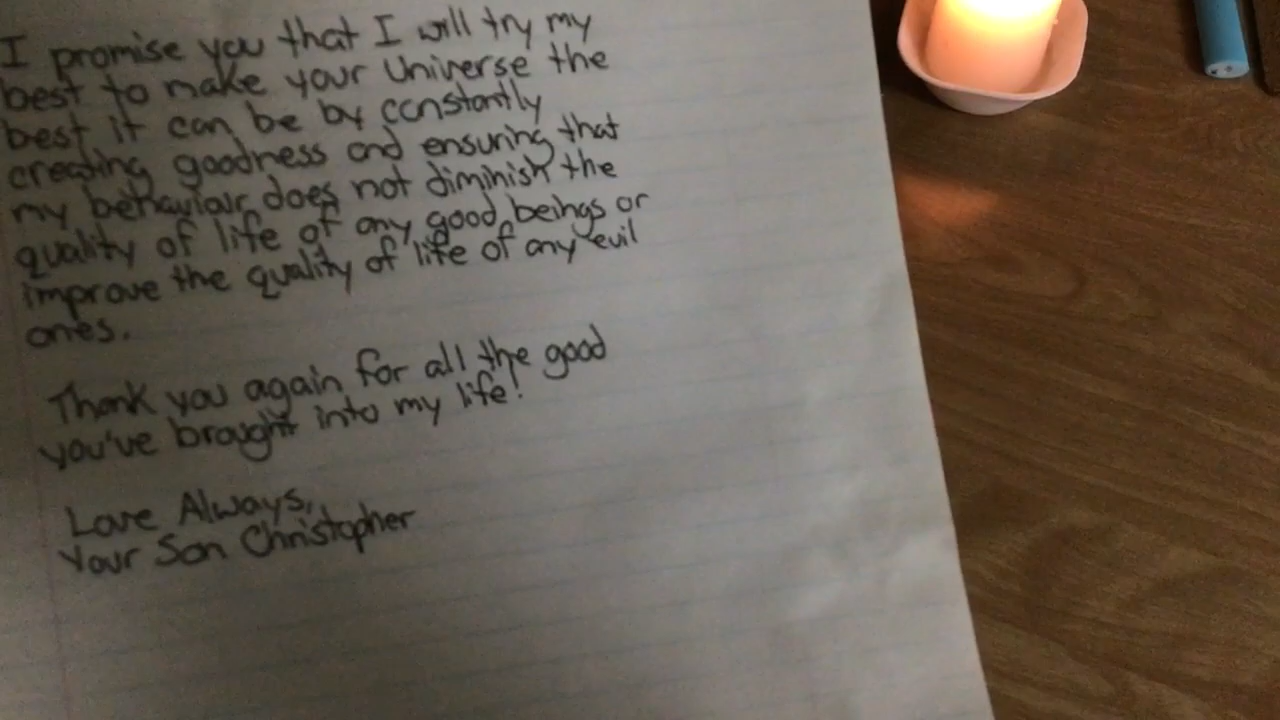 I promise you that I will try my
best to make your Universe the
best it can be by constantly
creating goodness and ensuring that
my behaviour does not diminish the
quality of life of any good beings or
improve the quality of life of any evil
ones.
Thank you again for all the good
you've brought into my life!
Love Always,
Your Son Christopher